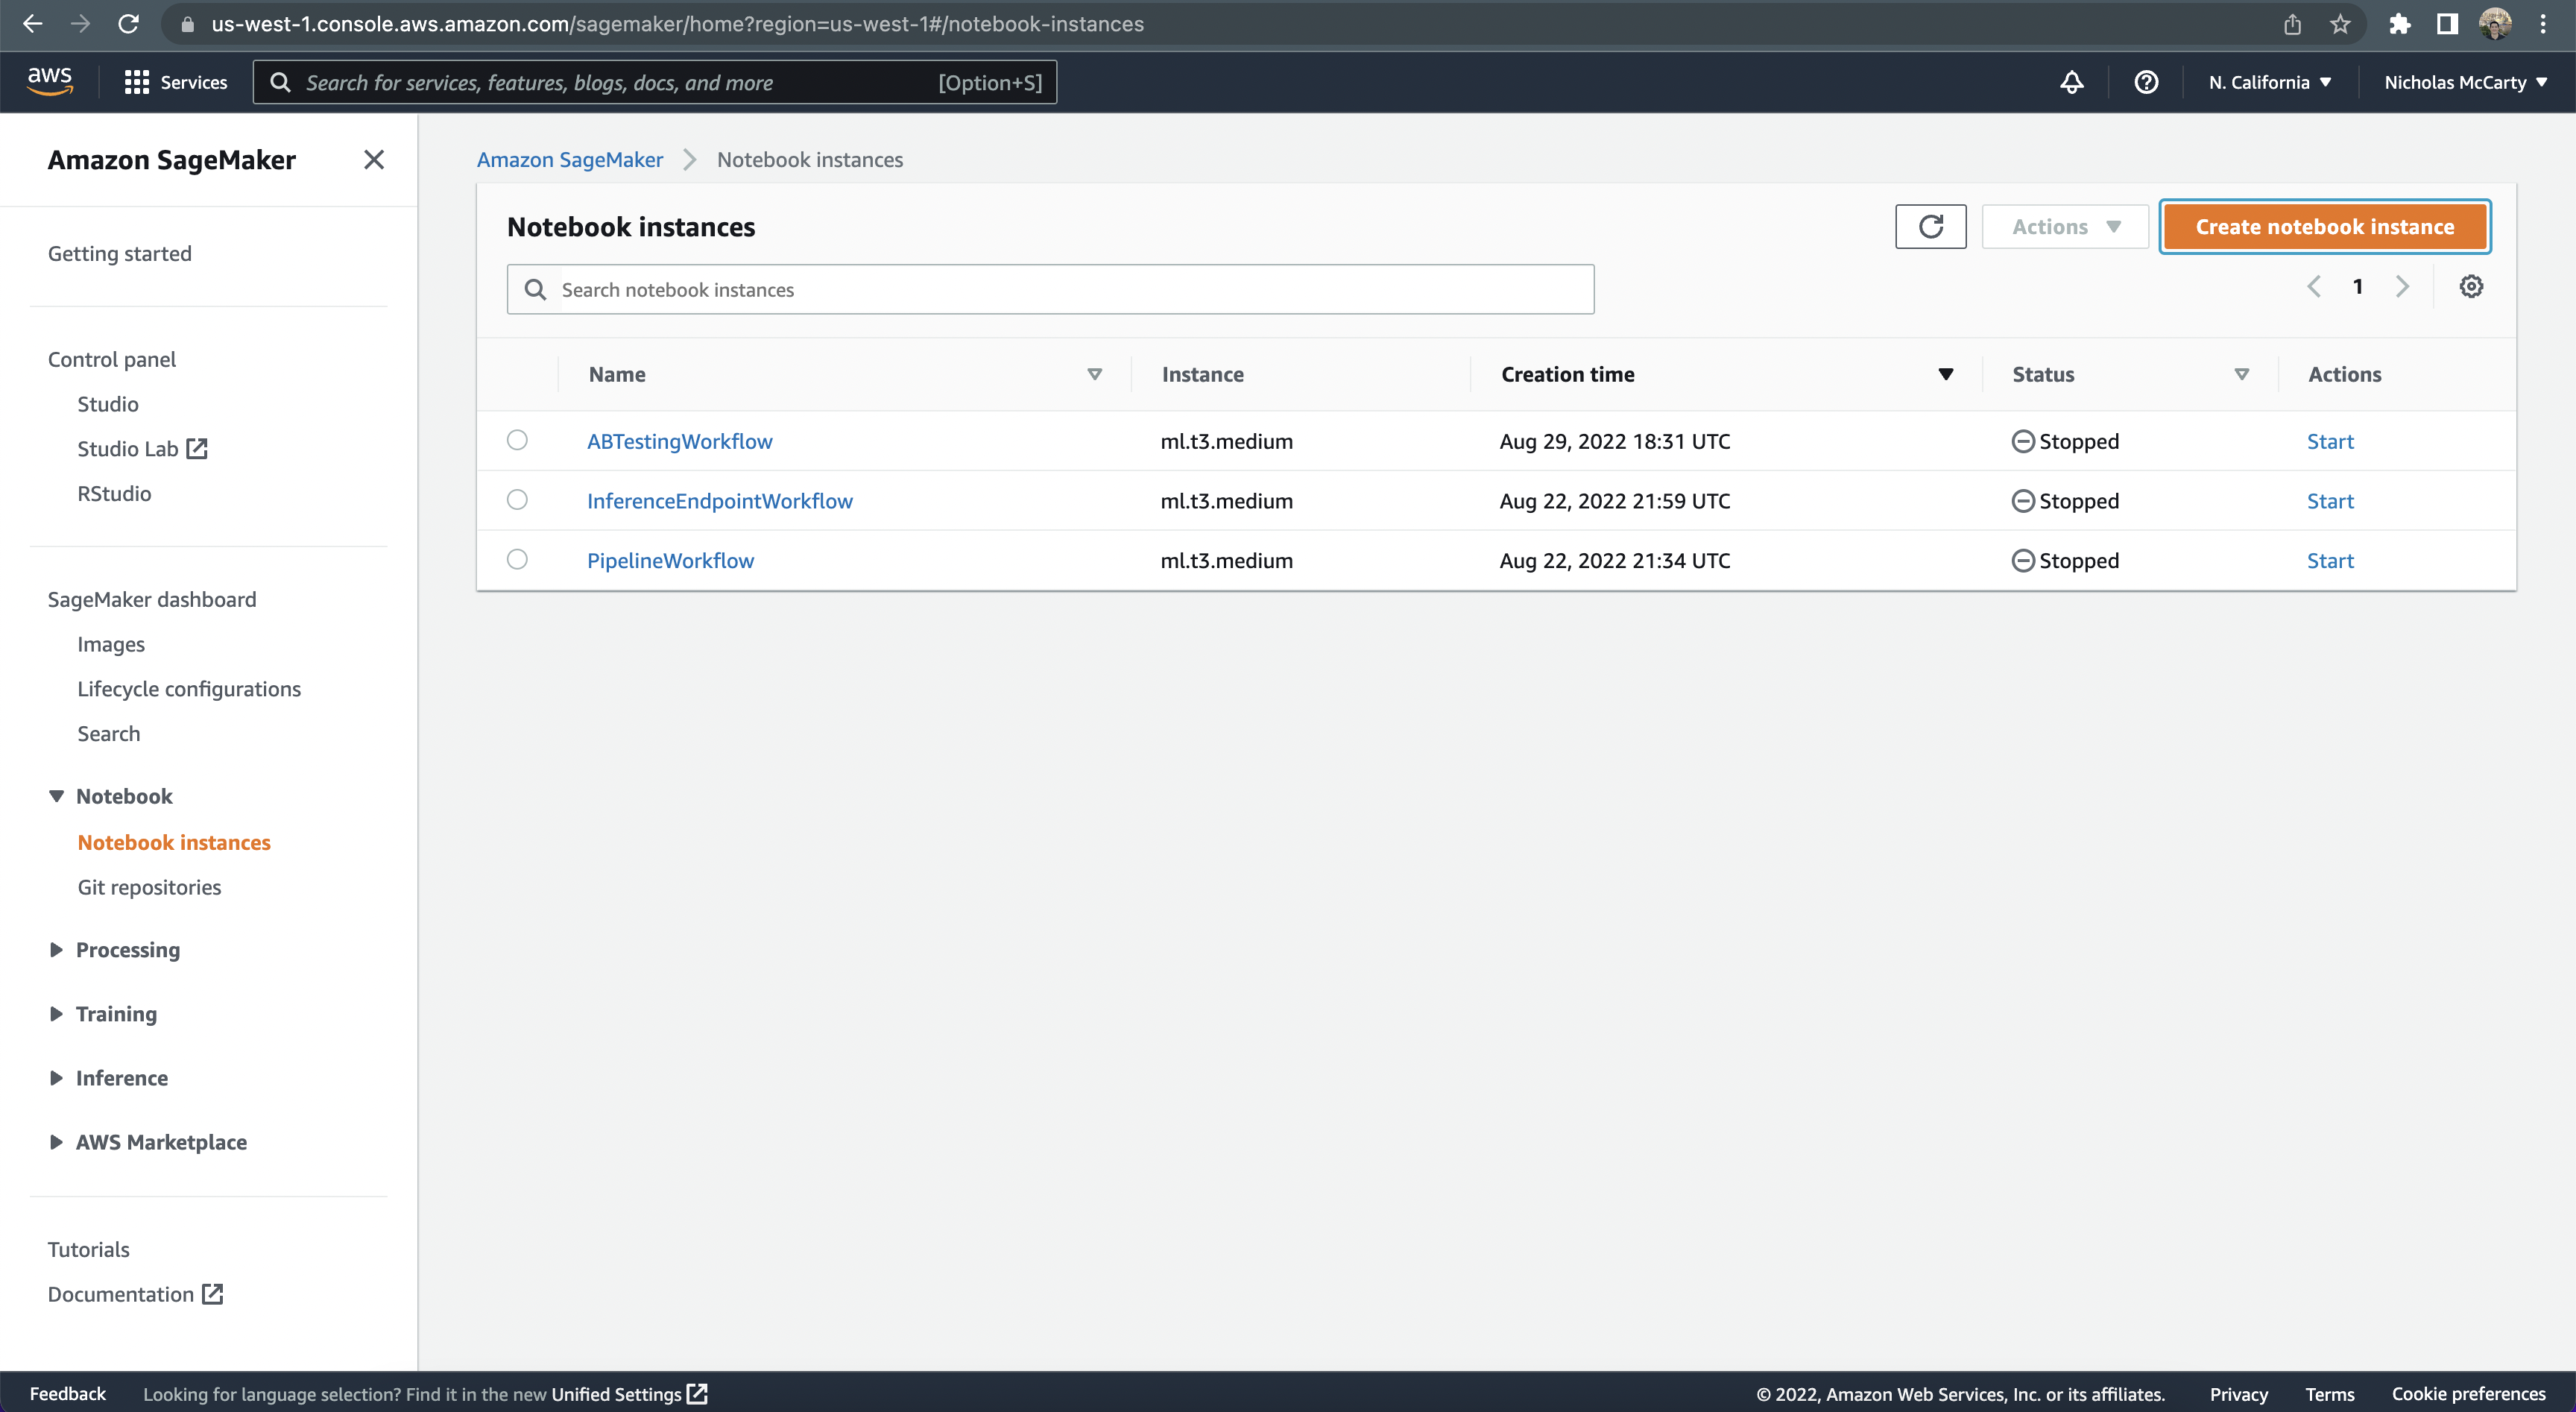 us-west-1.console.aws.amazon.com/sagemaker/home?region=us-west-1#/notebook-instances
aws
Services
Search for services, features, blogs, docs, and more [Option+S]
N. California
Nicholas McCarty
Amazon SageMaker
Getting started
Control panel
Studio
Studio Lab
RStudio
SageMaker dashboard
Images
Lifecycle configurations
Search
Notebook
Notebook instances
Git repositories
Processing
Training
Inference
AWS Marketplace
Tutorials
Documentation
Amazon SageMaker Notebook instances
Notebook instances
Actions
Create notebook instance
Search notebook instances
1
Name Instance Creation time Status Actions
ABTestingWorkflow ml.t3.medium Aug 29, 2022 18:31 UTC Stopped Start
InferenceEndpointWorkflow ml.t3.medium Aug 22, 2022 21:59 UTC Stopped Start
PipelineWorkflow ml.t3.medium Aug 22, 2022 21:34 UTC Stopped Start
Feedback Looking for language selection? Find it in the new Unified Settings
© 2022, Amazon Web Services, Inc. or its affiliates. Privacy Terms Cookie preferences